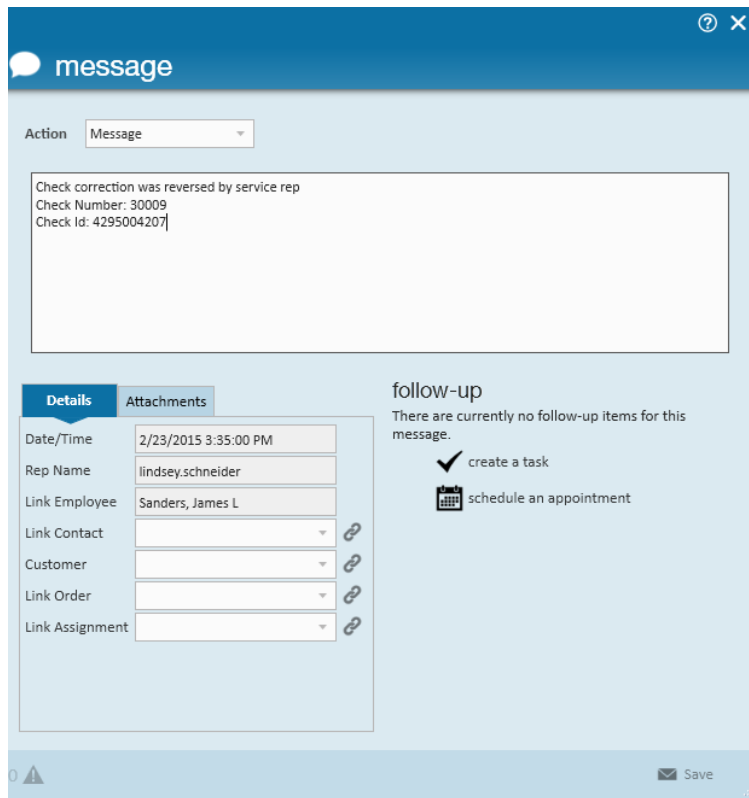 message
Action Message
Check correction was reversed by service rep
Check Number: 30009
Check Id: 4295004207
Details Attachments
Date/Time 2/23/2015 3:35:00 PM
Rep Name lindsey.schneider
Link Employee Sanders, James L
Link Contact
Customer
Link Order
Link Assignment
follow-up
There are currently no follow-up items for this
message.
create a task
schedule an appointment
0
Save